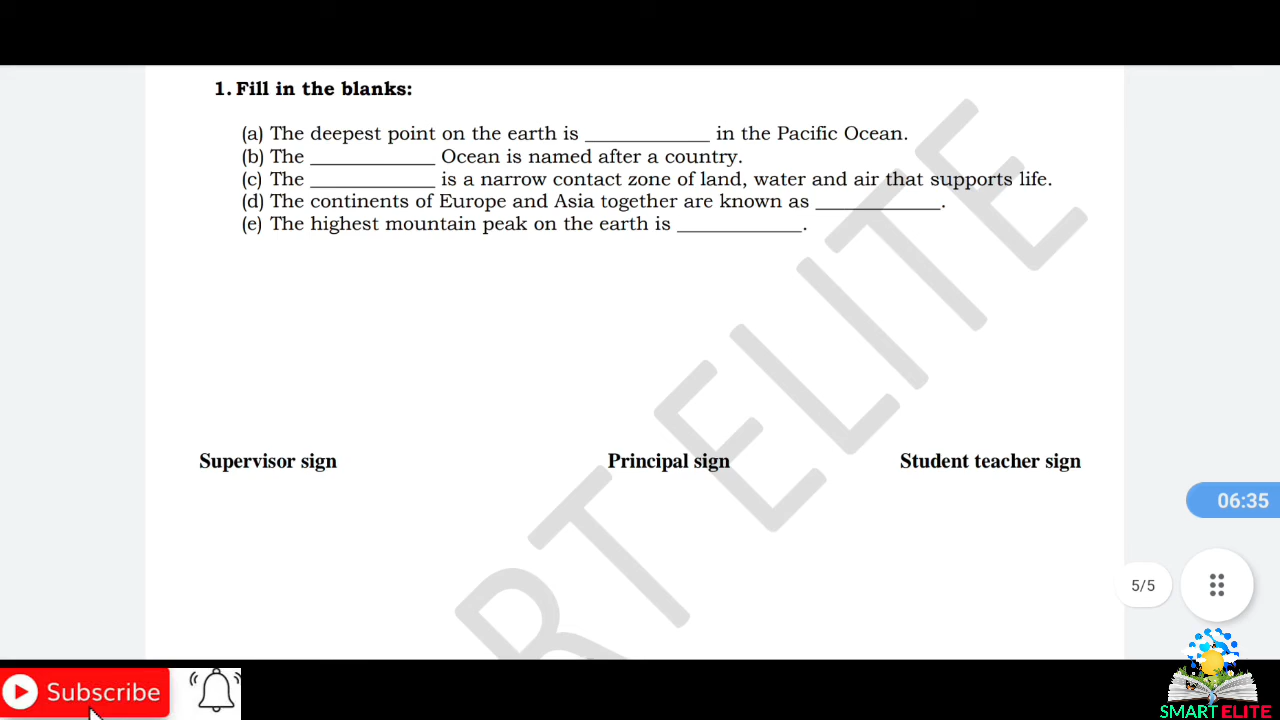 1. Fill in the blanks:
(a) The deepest point on the earth is ____________ in the Pacific Ocean.
(b) The ____________ Ocean is named after a country.
(c) The ____________ is a narrow contact zone of land, water and air that supports life.
(d) The continents of Europe and Asia together are known as ____________.
(e) The highest mountain peak on the earth is ____________.
Supervisor sign Principal sign Student teacher sign
RT ELITE
06:35
5/5
Subscribe
SMART ELITE